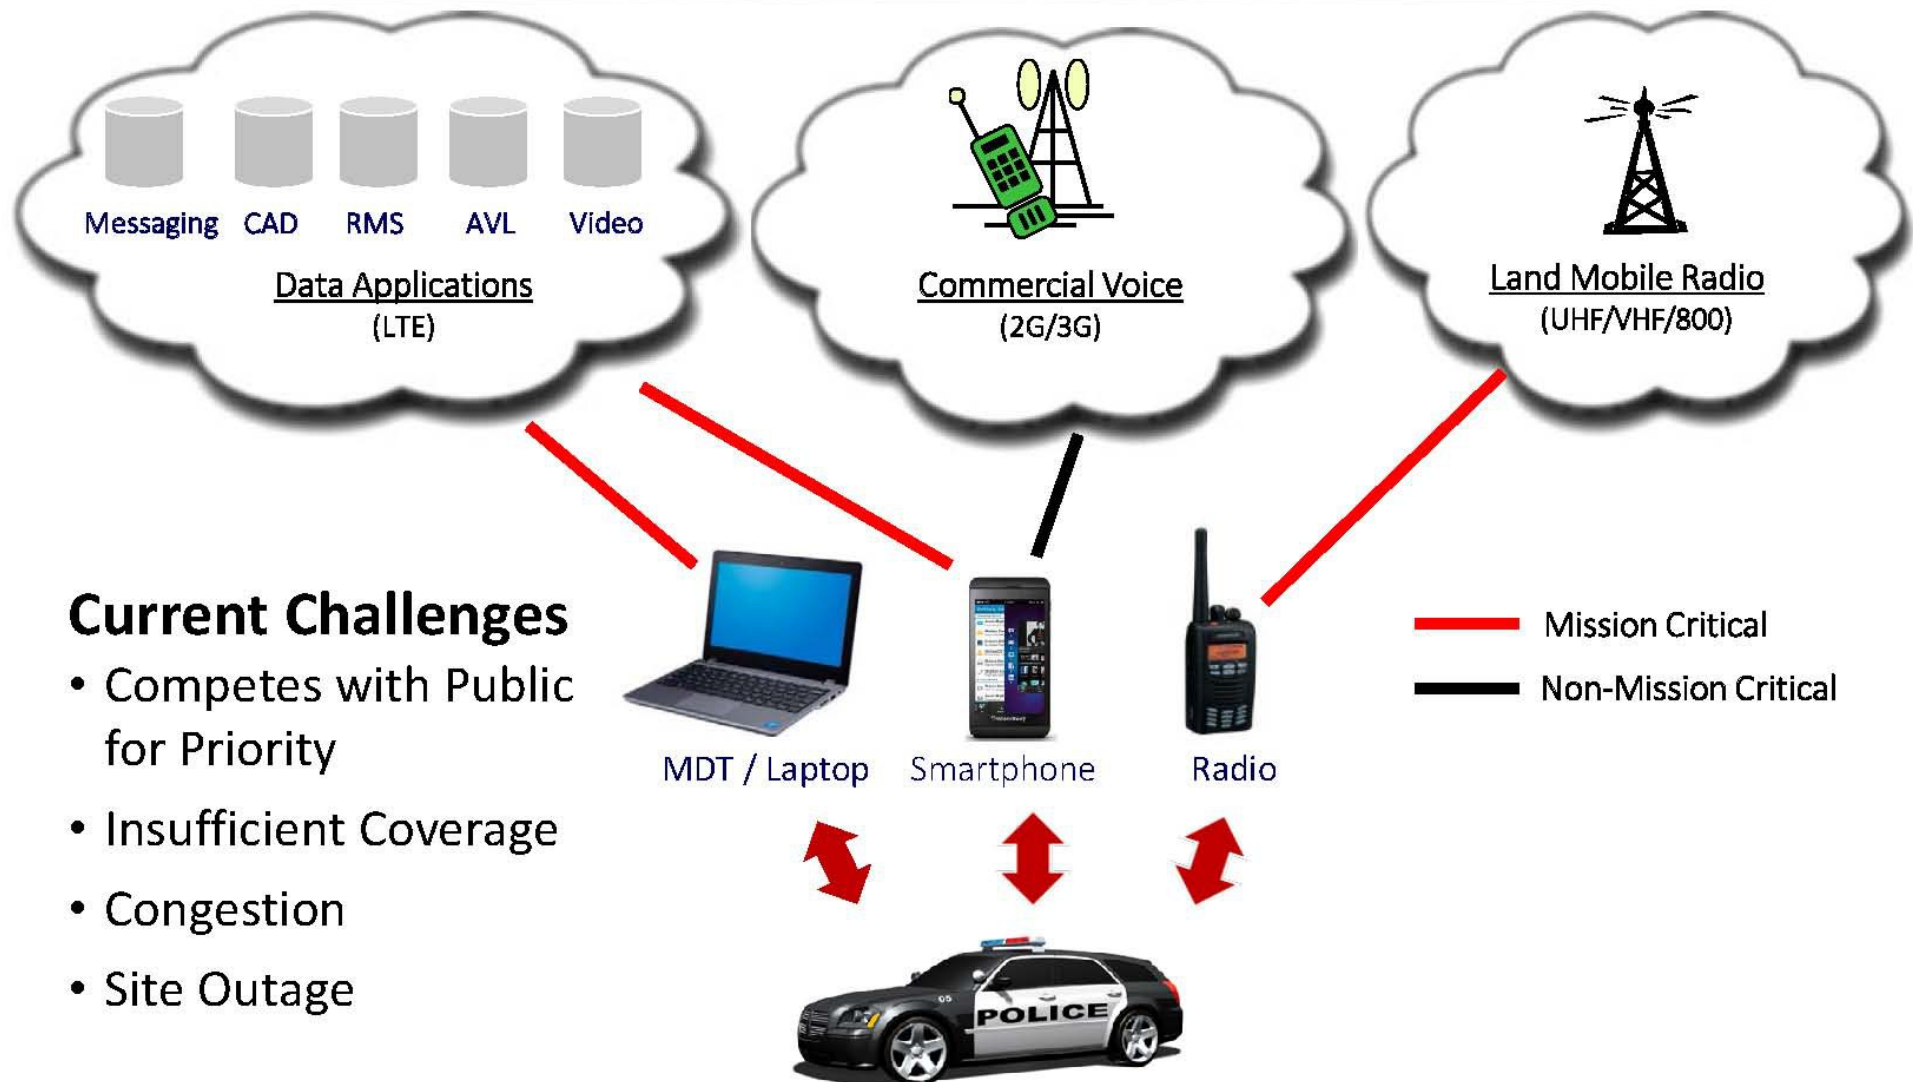 Messaging CAD RMS AVL Video
Data Applications
(LTE)
Commercial Voice
(2G/3G)
Land Mobile Radio
(UHF/VHF/800)
Current Challenges
• Competes with Public
for Priority
• Insufficient Coverage
• Congestion
• Site Outage
MDT / Laptop
Smartphone
Radio
Mission Critical
Non-Mission Critical
05
POLICE